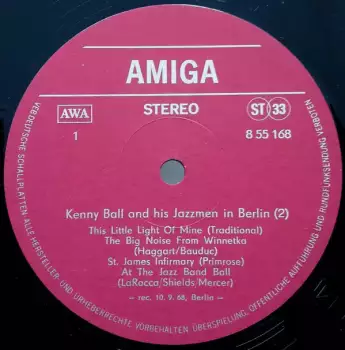 AMIGA
AWA
STEREO
ST 33
1
8 55 168
Kenny Ball and his Jazzmen in Berlin (2)
This Little Light Of Mine (Traditional)
The Big Noise From Winnetka
(Haggart/Bauduc)
St. James Infirmary (Primrose)
At The Jazz Band Ball
(LaRocca/Shields/Mercer)
– rec. 10. 9. 68, Berlin –
VEB DEUTSCHE SCHALLPLATTEN · ALLE HERSTELLER- UND URHEBERRECHTE VORBEHALTEN · ÜBERSPIELUNG, ÖFFENTLICHE AUFFÜHRUNG UND RUNDFUNKSENDUNG VERBOTEN